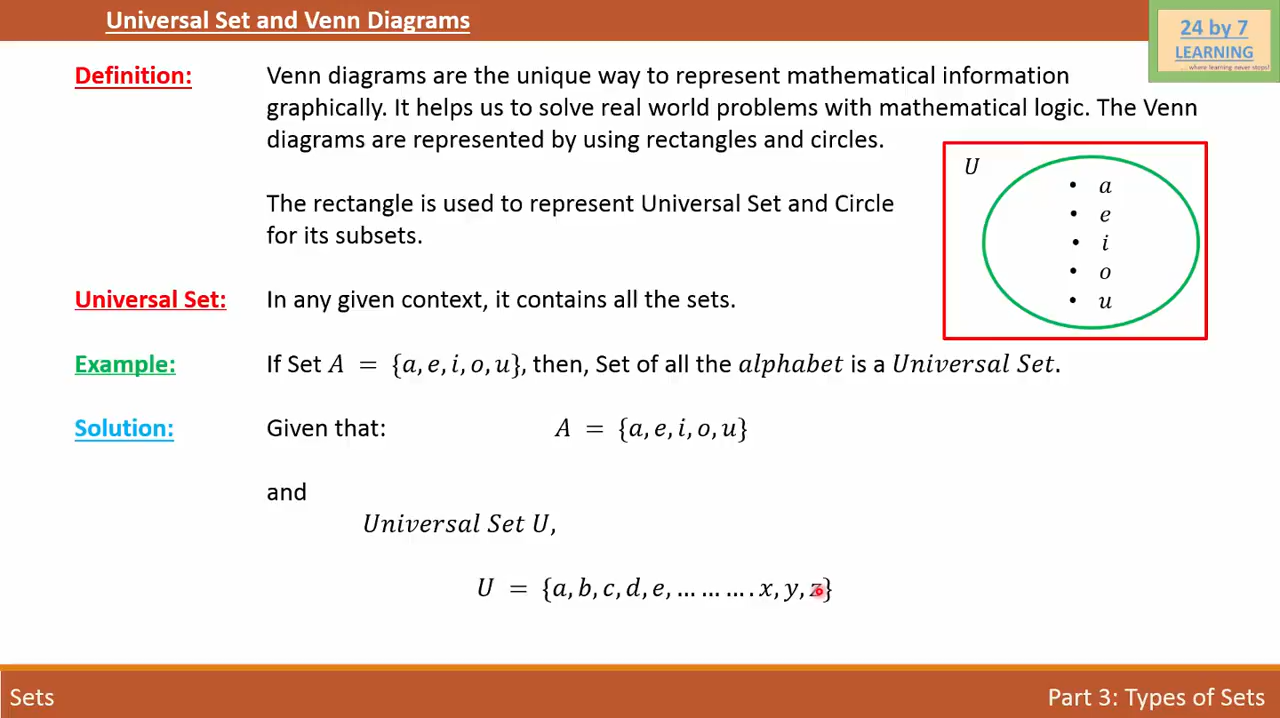 Universal Set and Venn Diagrams
24 by 7
LEARNING
... where learning never stops!
Definition:
Venn diagrams are the unique way to represent mathematical information
graphically. It helps us to solve real world problems with mathematical logic. The Venn
diagrams are represented by using rectangles and circles.
The rectangle is used to represent Universal Set and Circle
for its subsets.
U
• a
• e
• i
• o
• u
Universal Set: In any given context, it contains all the sets.
Example: If Set A = {a, e, i, o, u}, then, Set of all the alphabet is a Universal Set.
Solution: Given that: A = {a, e, i, o, u}
and
Universal Set U,
U = {a, b, c, d, e, … … … . x, y, z}
Sets
Part 3: Types of Sets